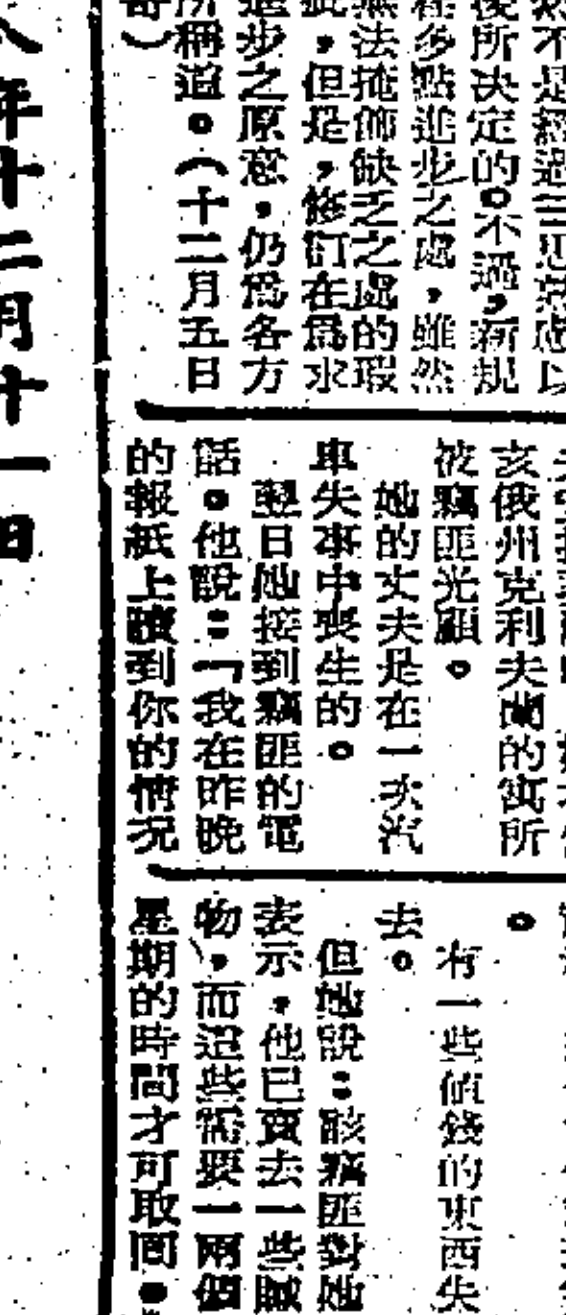 後所決定的。不過，新規
在多點進步之處，雖然
無法掩飾缺乏之處的瑕
疵，但是，修訂在爲求
進步之原意，仍爲各方
所稱道。（十二月五日
寄）
亥俄州克利夫蘭的寓所
被竊匪光顧。
她的丈夫是在一次汽
車失事中喪生的。
翌日她接到竊匪的電
話。他說：「我在昨晚
的報紙上讀到你的情況
。
有一些値錢的東西失
去。
但她說：該竊匪對她
表示，他已賣去一些贓
物，而這些需要一兩個
星期的時間才可取回。
八年十二月廿一日